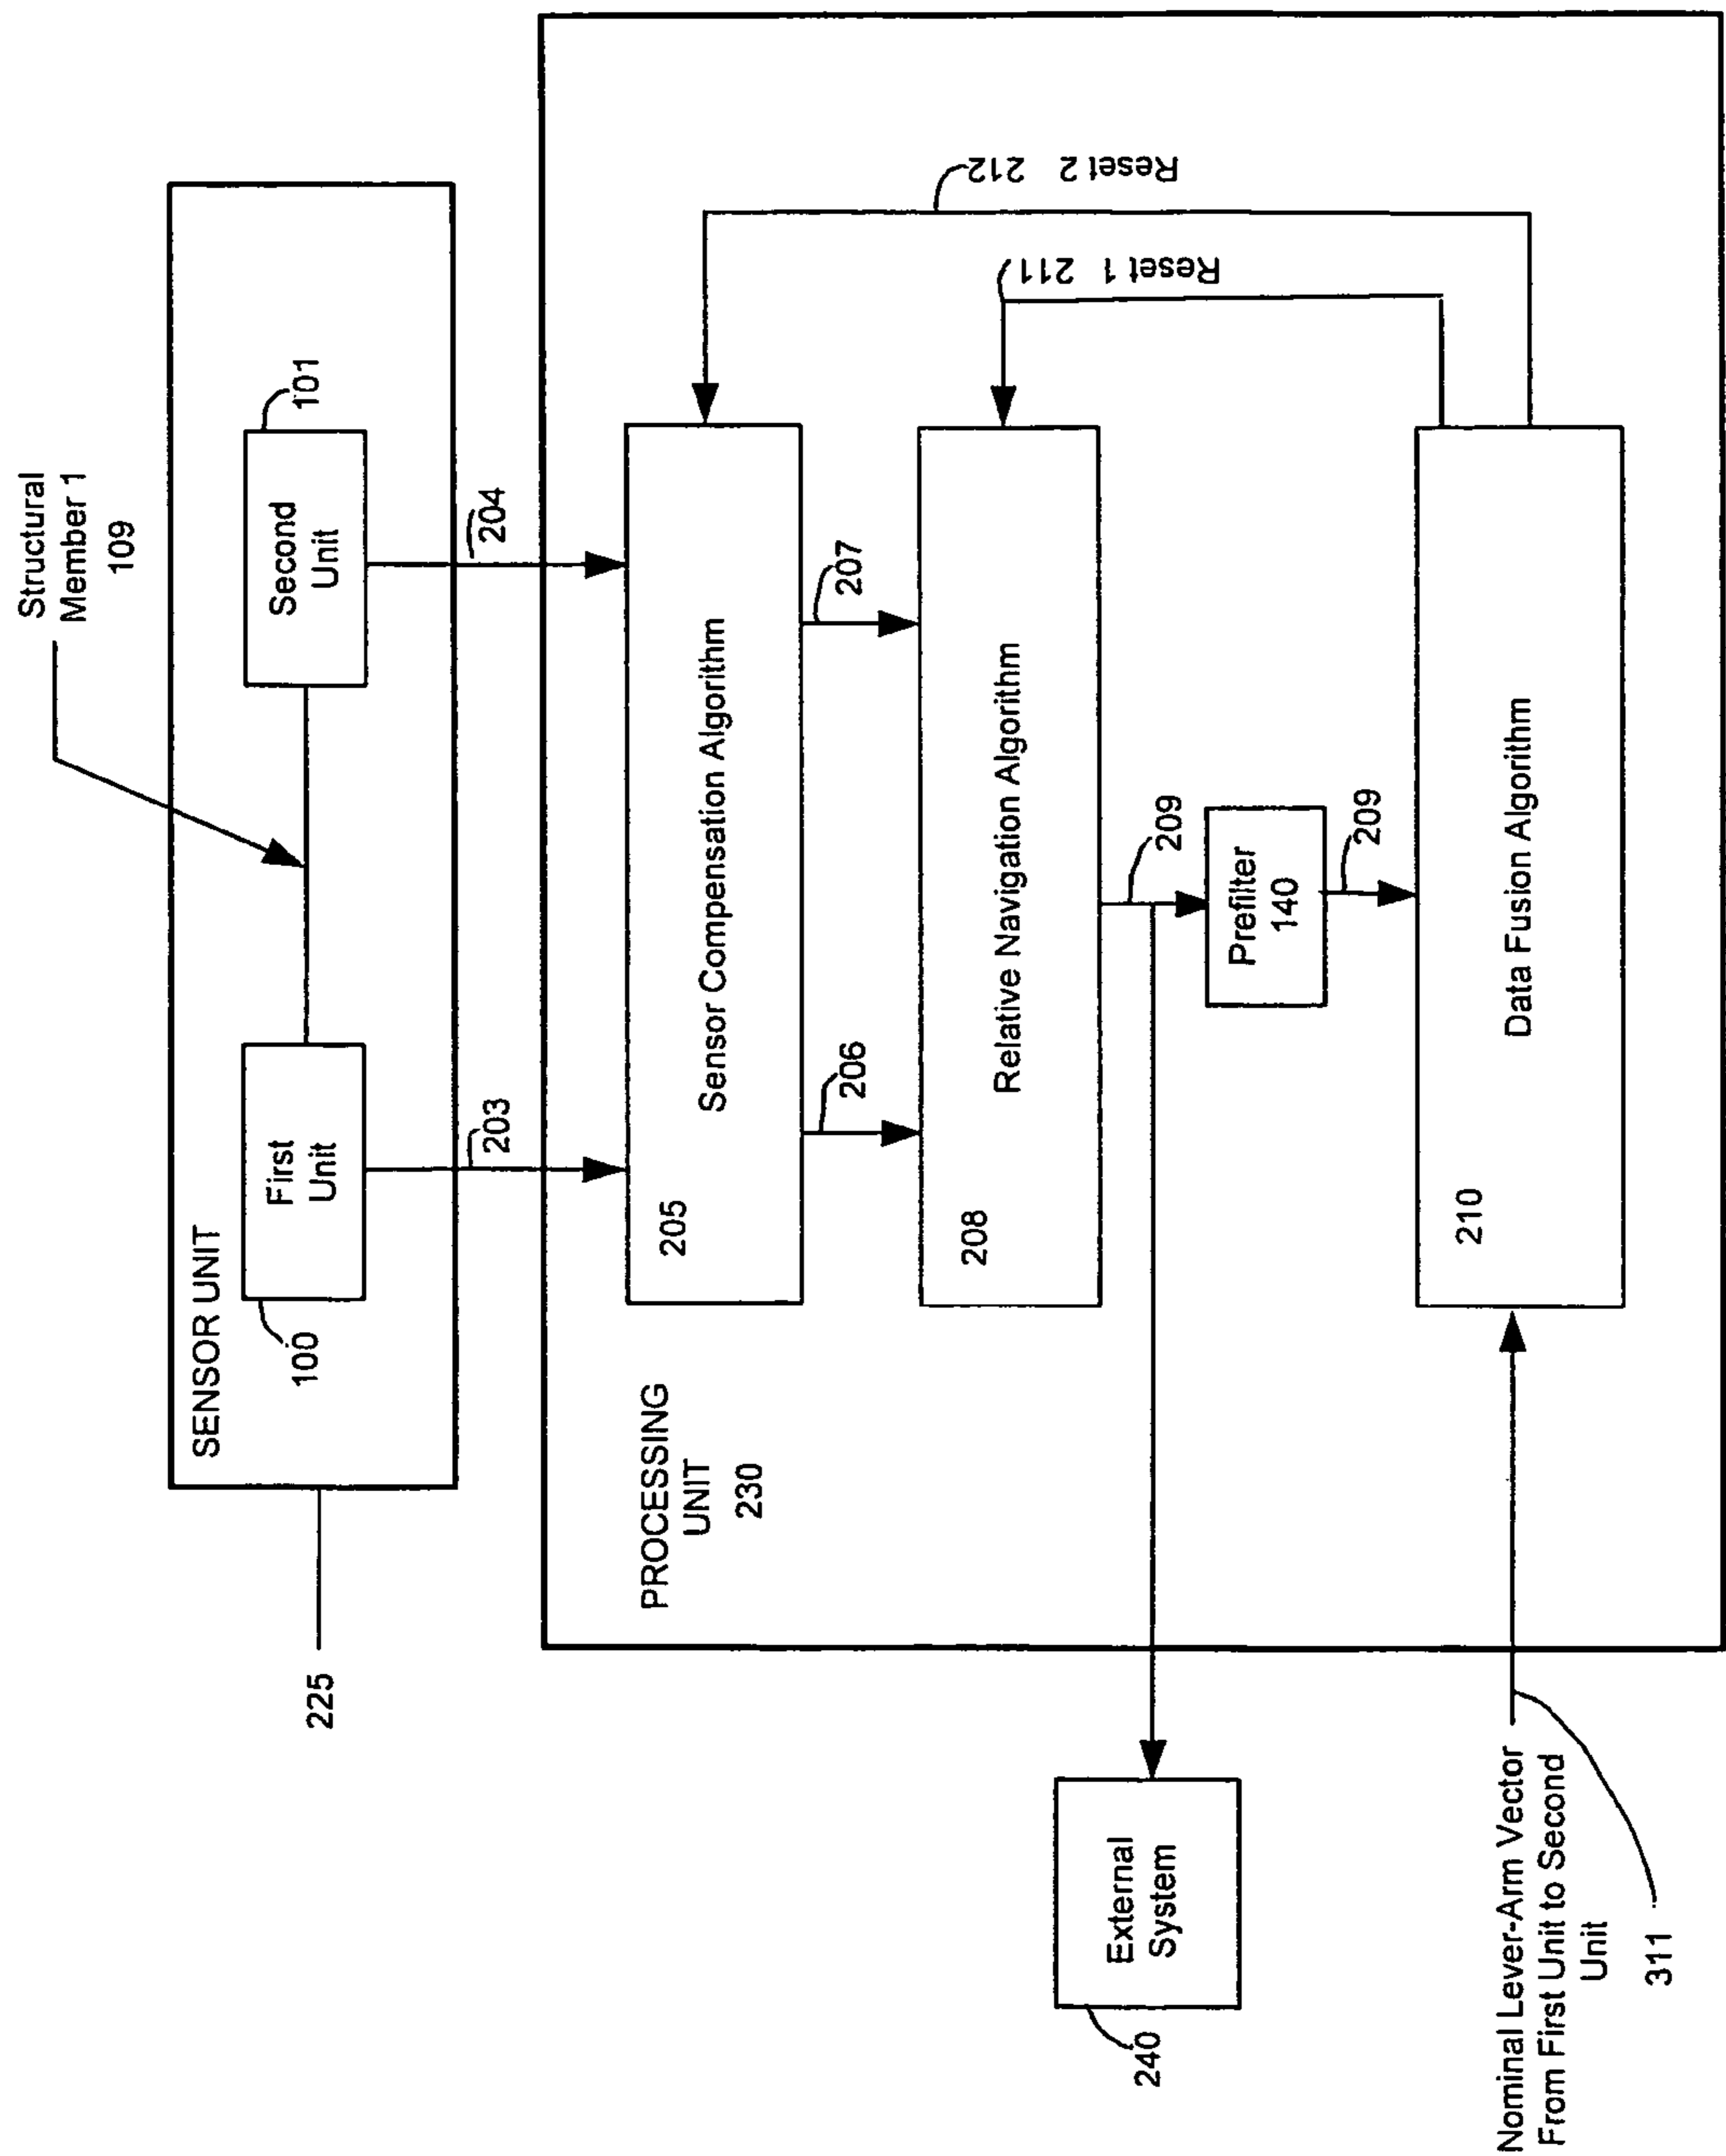 Structural
Member 1
109
SENSOR UNIT
225
100
First
Unit
Second
Unit
101
203
204
PROCESSING
UNIT
230
205
Sensor Compensation Algorithm
206
207
208
Relative Navigation Algorithm
209
Prefilter
140
209
210
Data Fusion Algorithm
211 Reset 1
212 Reset 2
External
System
240
Nominal Lever-Arm Vector
From First Unit to Second
Unit
311